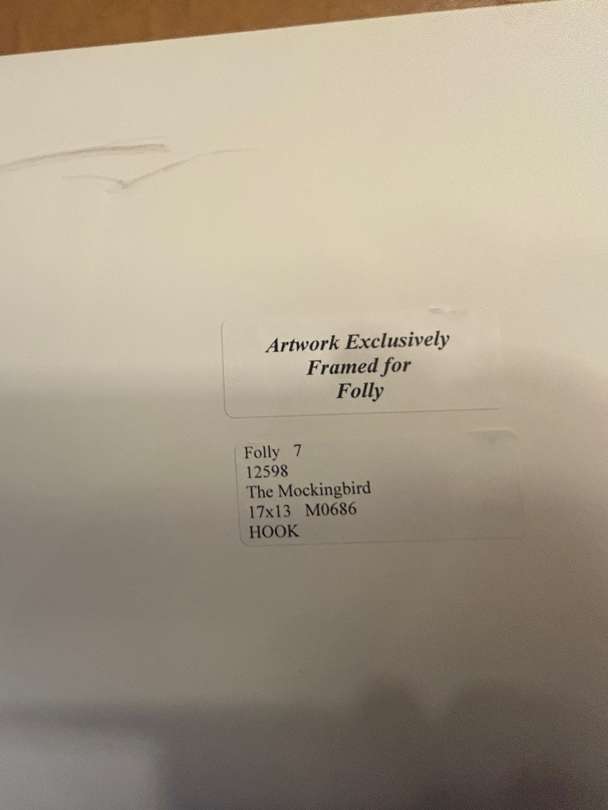 Artwork Exclusively
Framed for
Folly
Folly 7
12598
The Mockingbird
17x13 M0686
HOOK